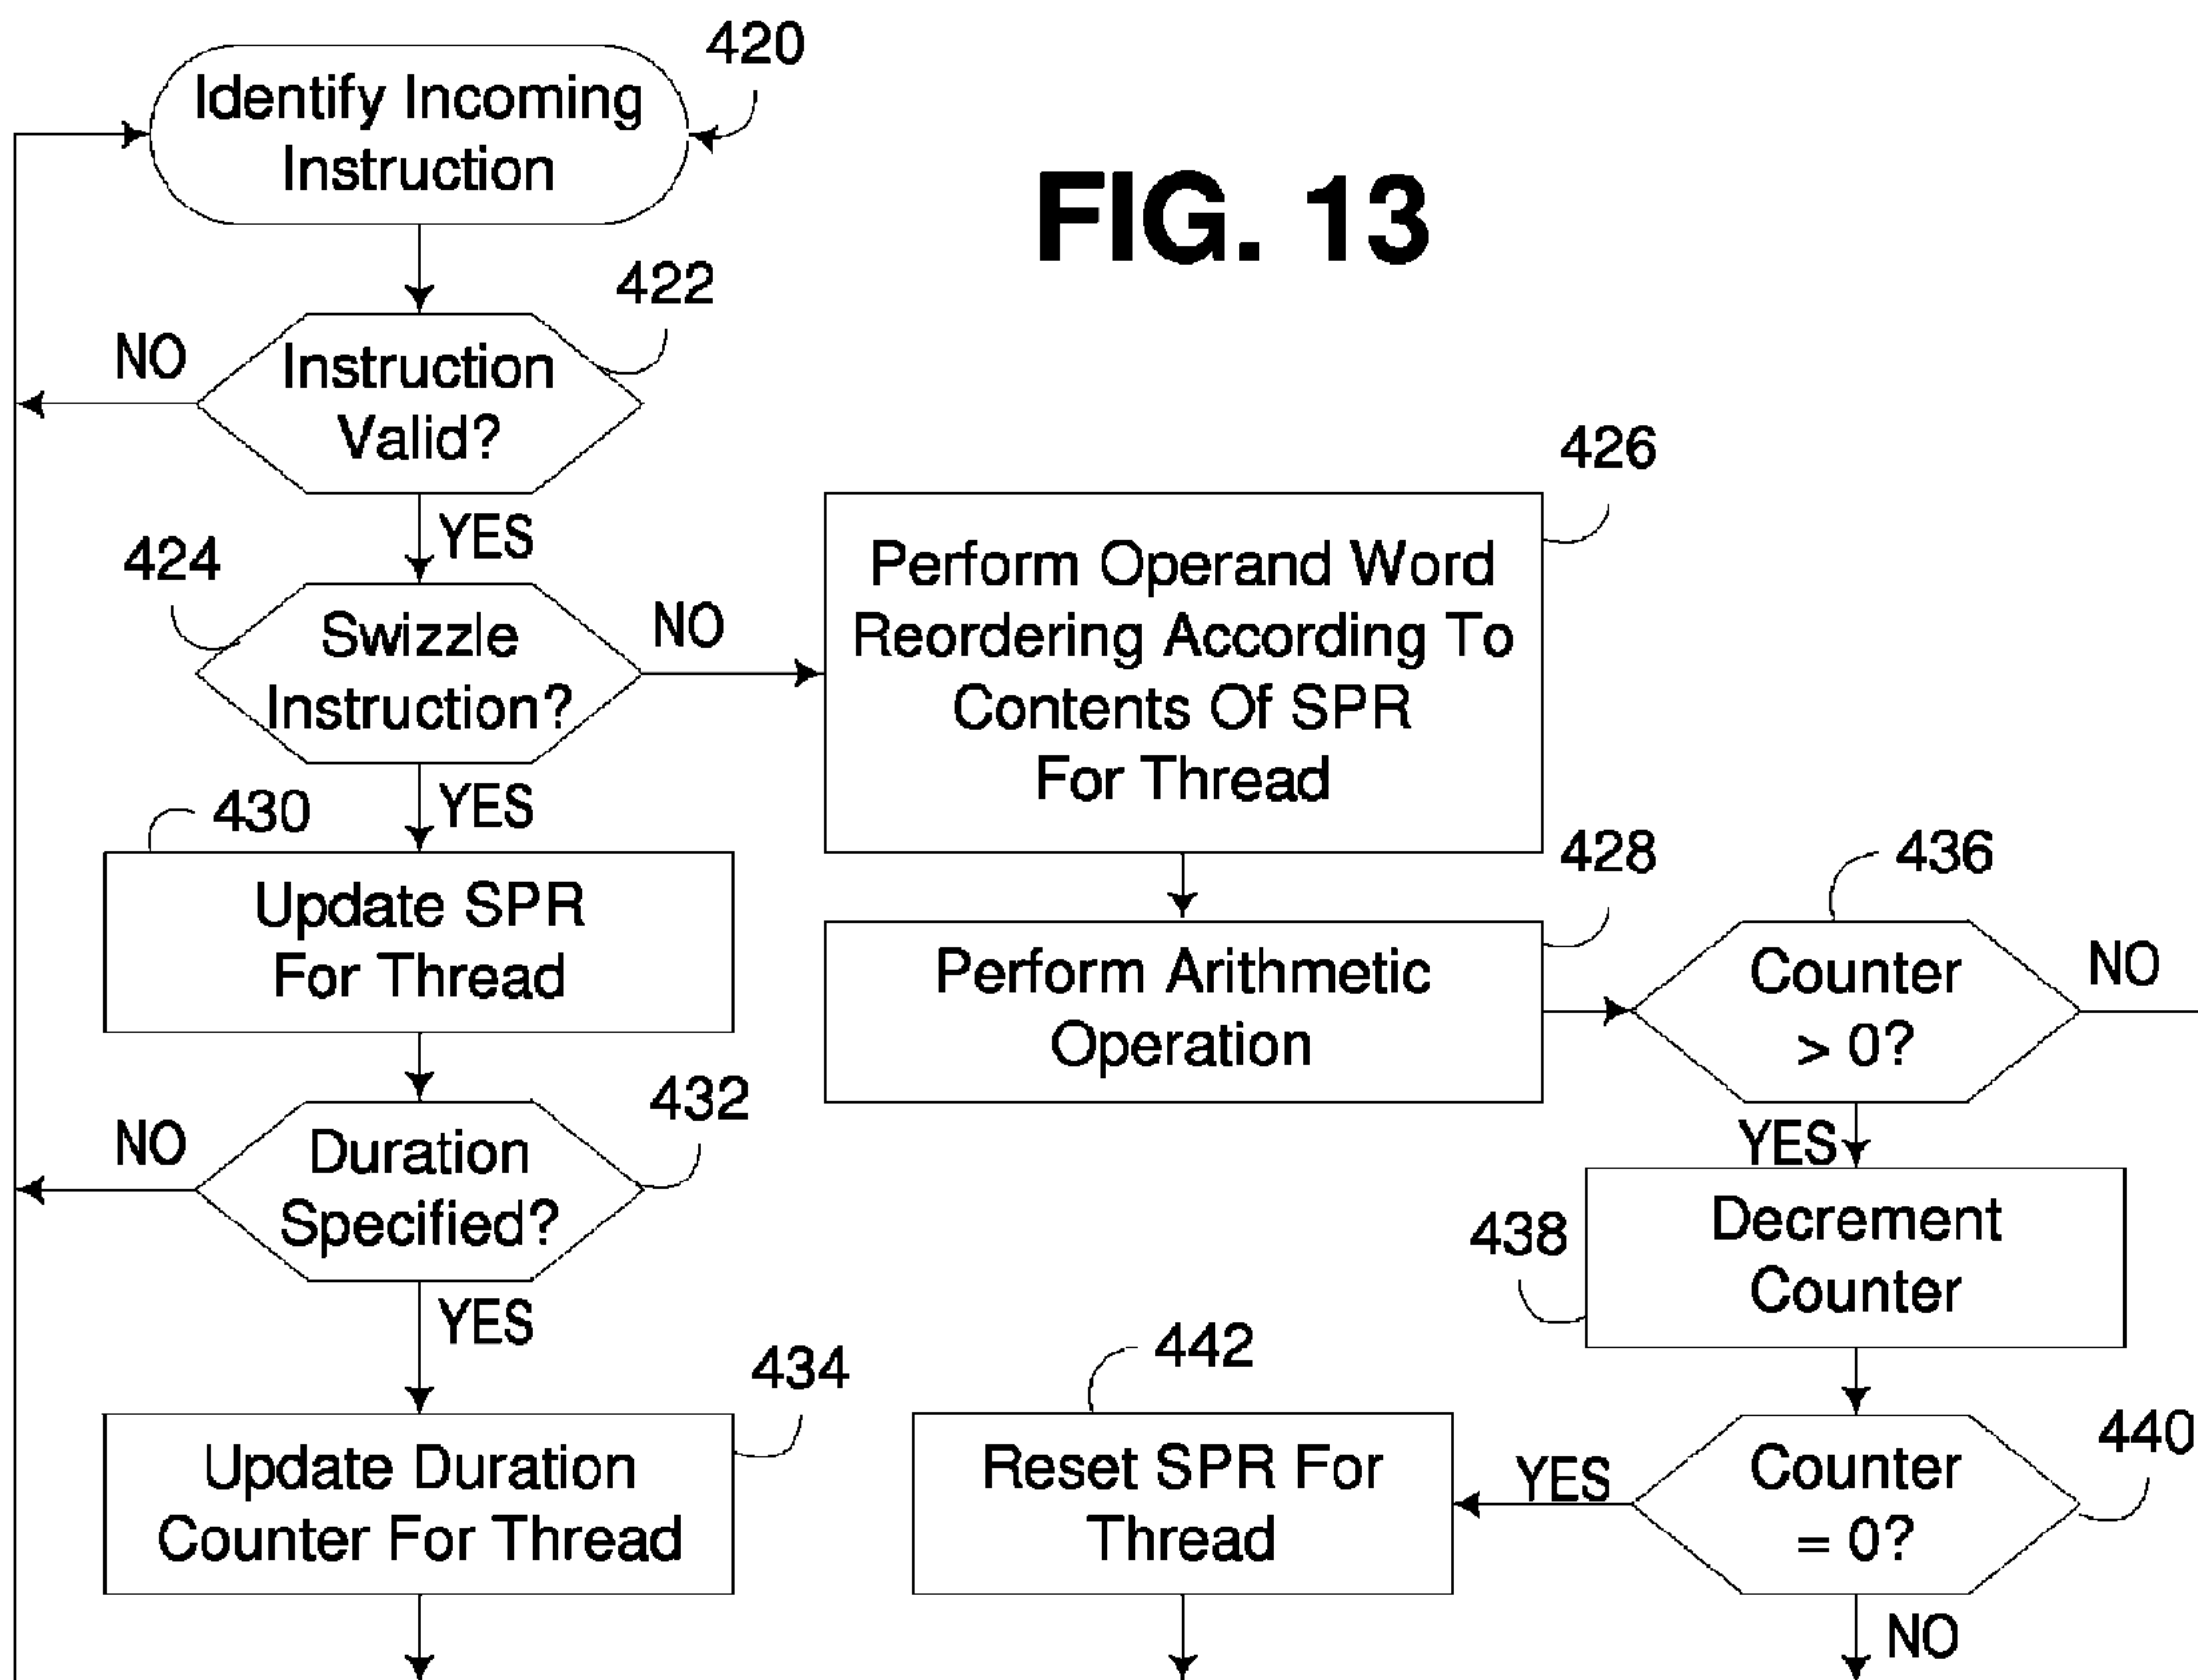 420
Identify Incoming
Instruction
FIG. 13
422
NO
Instruction
Valid?
YES
426
424
Swizzle
Instruction?
NO
Perform Operand Word
Reordering According To
Contents Of SPR
For Thread
YES
430
Update SPR
For Thread
428
Perform Arithmetic
Operation
436
Counter
> 0?
NO
432
NO
Duration
Specified?
YES
YES
438
Decrement
Counter
434
Update Duration
Counter For Thread
442
Reset SPR For
Thread
YES
440
Counter
= 0?
NO